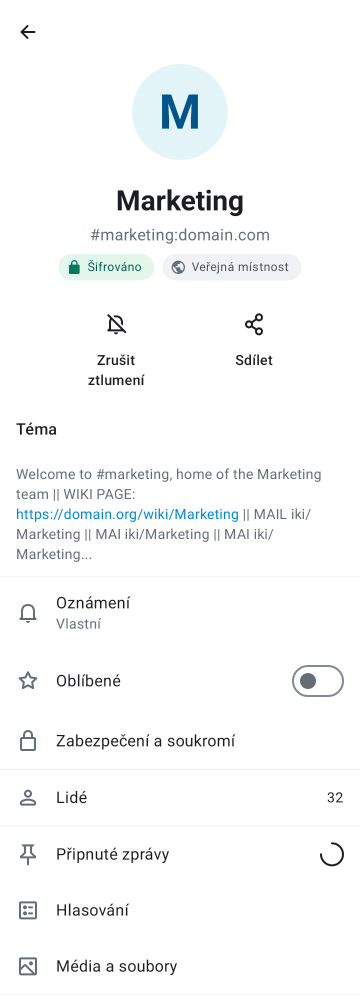 M
Marketing
#marketing:domain.com
Šifrováno
Veřejná místnost
Zrušit
ztlumení
Sdílet
Téma
Welcome to #marketing, home of the Marketing
team || WIKI PAGE:
https://domain.org/wiki/Marketing || MAIL iki/
Marketing || MAI iki/Marketing || MAI iki/
Marketing...
Oznámení
Vlastní
Oblíbené
Zabezpečení a soukromí
Lidé
32
Připnuté zprávy
Hlasování
Média a soubory